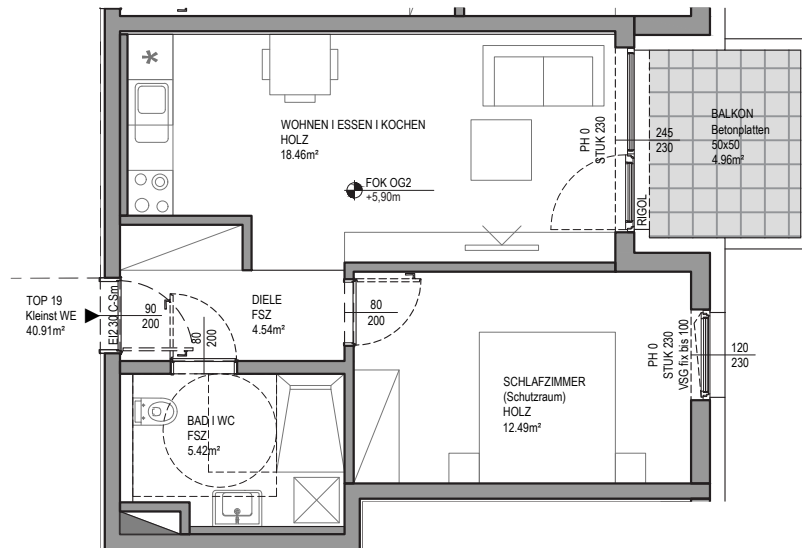 WOHNEN I ESSEN I KOCHEN
HOLZ
18.46m²
FOK OG2
+5,90m
PH 0
STUK 230
245
230
RIGOL
BALKON
Betonplatten
50x50
4.96m²
TOP 19
Kleinst WE
40.91m²
EI2 30 C-Sm
90
200
80
200
DIELE
FSZ
4.54m²
80
200
PH 0
STUK 230
VSG fix bis 100
120
230
SCHLAFZIMMER
(Schutzraum)
HOLZ
12.49m²
BAD I WC
FSZ
5.42m²